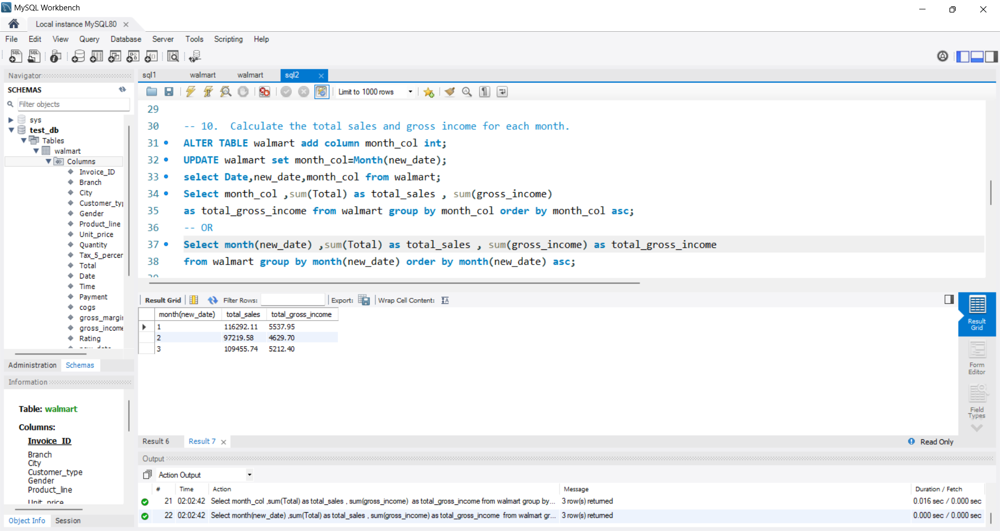 MySQL Workbench
Local instance MySQL80
File Edit View Query Database Server Tools Scripting Help
Navigator
SCHEMAS
Filter objects
sys
test_db
Tables
walmart
Columns
Invoice_ID
Branch
City
Customer_ty
Gender
Product_line
Unit_price
Quantity
Tax_5_percer
Total
Date
Time
Payment
cogs
gross_margi
gross_income
Rating
Administration Schemas
Information
Table: walmart
Columns:
Invoice_ID
Branch
City
Customer_type
Gender
Product_line
Unit_price
Object Info Session
sql1 walmart walmart sql2
Limit to 1000 rows
29
30 -- 10. Calculate the total sales and gross income for each month.
31 ALTER TABLE walmart add column month_col int;
32 UPDATE walmart set month_col=Month(new_date);
33 select Date,new_date,month_col from walmart;
34 Select month_col ,sum(Total) as total_sales , sum(gross_income)
35 as total_gross_income from walmart group by month_col order by month_col asc;
36 -- OR
37 Select month(new_date) ,sum(Total) as total_sales , sum(gross_income) as total_gross_income
38 from walmart group by month(new_date) order by month(new_date) asc;
Result Grid Filter Rows: Export: Wrap Cell Content:
month(new_date) total_sales total_gross_income
1 116292.11 5537.95
2 97219.58 4629.70
3 109455.74 5212.40
Result Grid
Form Editor
Field Types
Result 6 Result 7 Read Only
Output
Action Output
# Time Action Message Duration / Fetch
21 02:02:42 Select month_col ,sum(Total) as total_sales , sum(gross_income) as total_gross_income from walmart group by... 3 row(s) returned 0.016 sec / 0.000 sec
22 02:02:42 Select month(new_date) ,sum(Total) as total_sales , sum(gross_income) as total_gross_income from walmart gr... 3 row(s) returned 0.000 sec / 0.000 sec